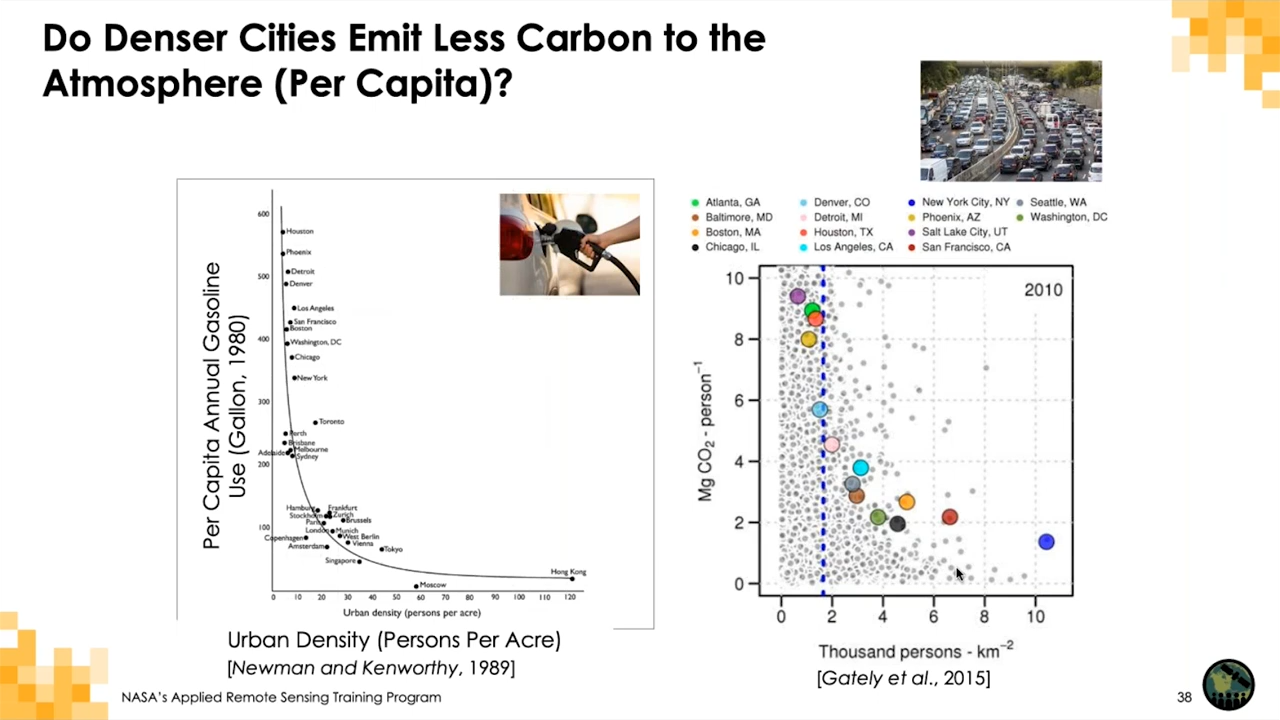 Do Denser Cities Emit Less Carbon to the
Atmosphere (Per Capita)?
Per Capita Annual Gasoline
Use (Gallon, 1980)
600
500
400
300
200
100
Houston
Phoenix
Detroit
Denver
Los Angeles
San Francisco
Boston
Washington, DC
Chicago
New York
Toronto
Perth
Brisbane
Melbourne
Adelaide
Sydney
Hamburg
Frankfurt
Stockholm
Zurich
Paris
Brussels
London
Munich
Copenhagen
West Berlin
Vienna
Amsterdam
Tokyo
Singapore
Hong Kong
Moscow
0 10 20 30 40 50 60 70 80 90 100 110 120
Urban density (persons per acre)
Urban Density (Persons Per Acre)
[Newman and Kenworthy, 1989]
Atlanta, GA
Baltimore, MD
Boston, MA
Chicago, IL
Denver, CO
Detroit, MI
Houston, TX
Los Angeles, CA
New York City, NY
Phoenix, AZ
Salt Lake City, UT
San Francisco, CA
Seattle, WA
Washington, DC
2010
Mg CO₂ - person⁻¹
10
8
6
4
2
0
0 2 4 6 8 10
Thousand persons - km⁻²
[Gately et al., 2015]
NASA's Applied Remote Sensing Training Program
38